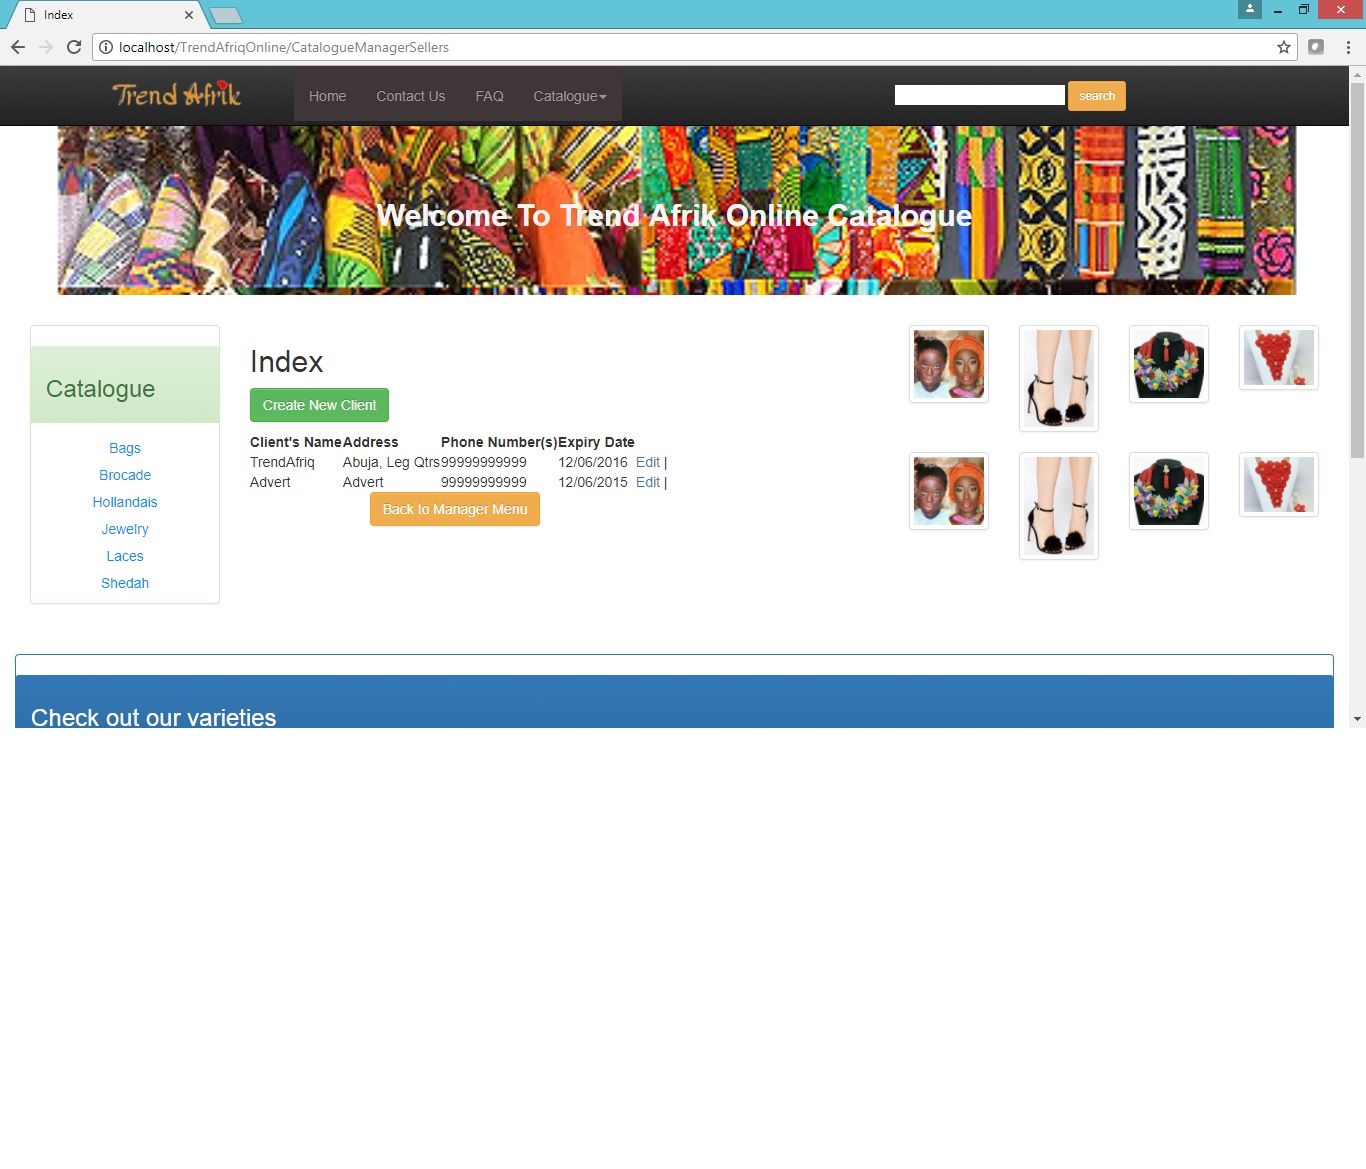 Index
localhost/TrendAfriqOnline/CatalogueManagerSellers
Trend Afrik Home Contact Us FAQ Catalogue search
Welcome To Trend Afrik Online Catalogue
Catalogue
Bags
Brocade
Hollandais
Jewelry
Laces
Shedah
Index
Create New Client
Client's Name Address Phone Number(s) Expiry Date
TrendAfriq Abuja, Leg Qtrs 99999999999 12/06/2016 Edit |
Advert Advert 99999999999 12/06/2015 Edit |
Back to Manager Menu
Check out our varieties